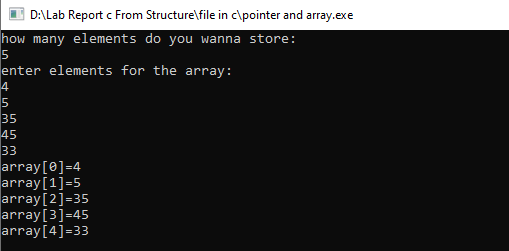 D:\Lab Report c From Structure\file in c\pointer and array.exe
how many elements do you wanna store:
5
enter elements for the array:
4
5
35
45
33
array[0]=4
array[1]=5
array[2]=35
array[3]=45
array[4]=33